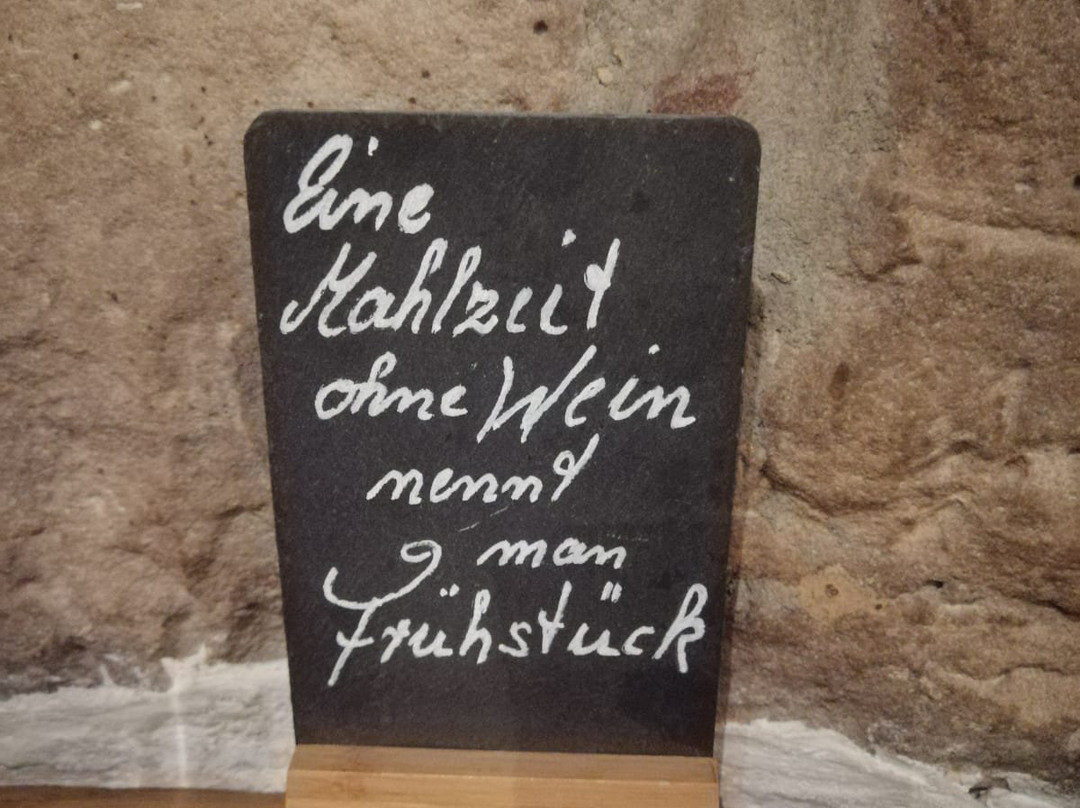 Eine
Mahlzeit
ohne Wein
nennt
man
Frühstück